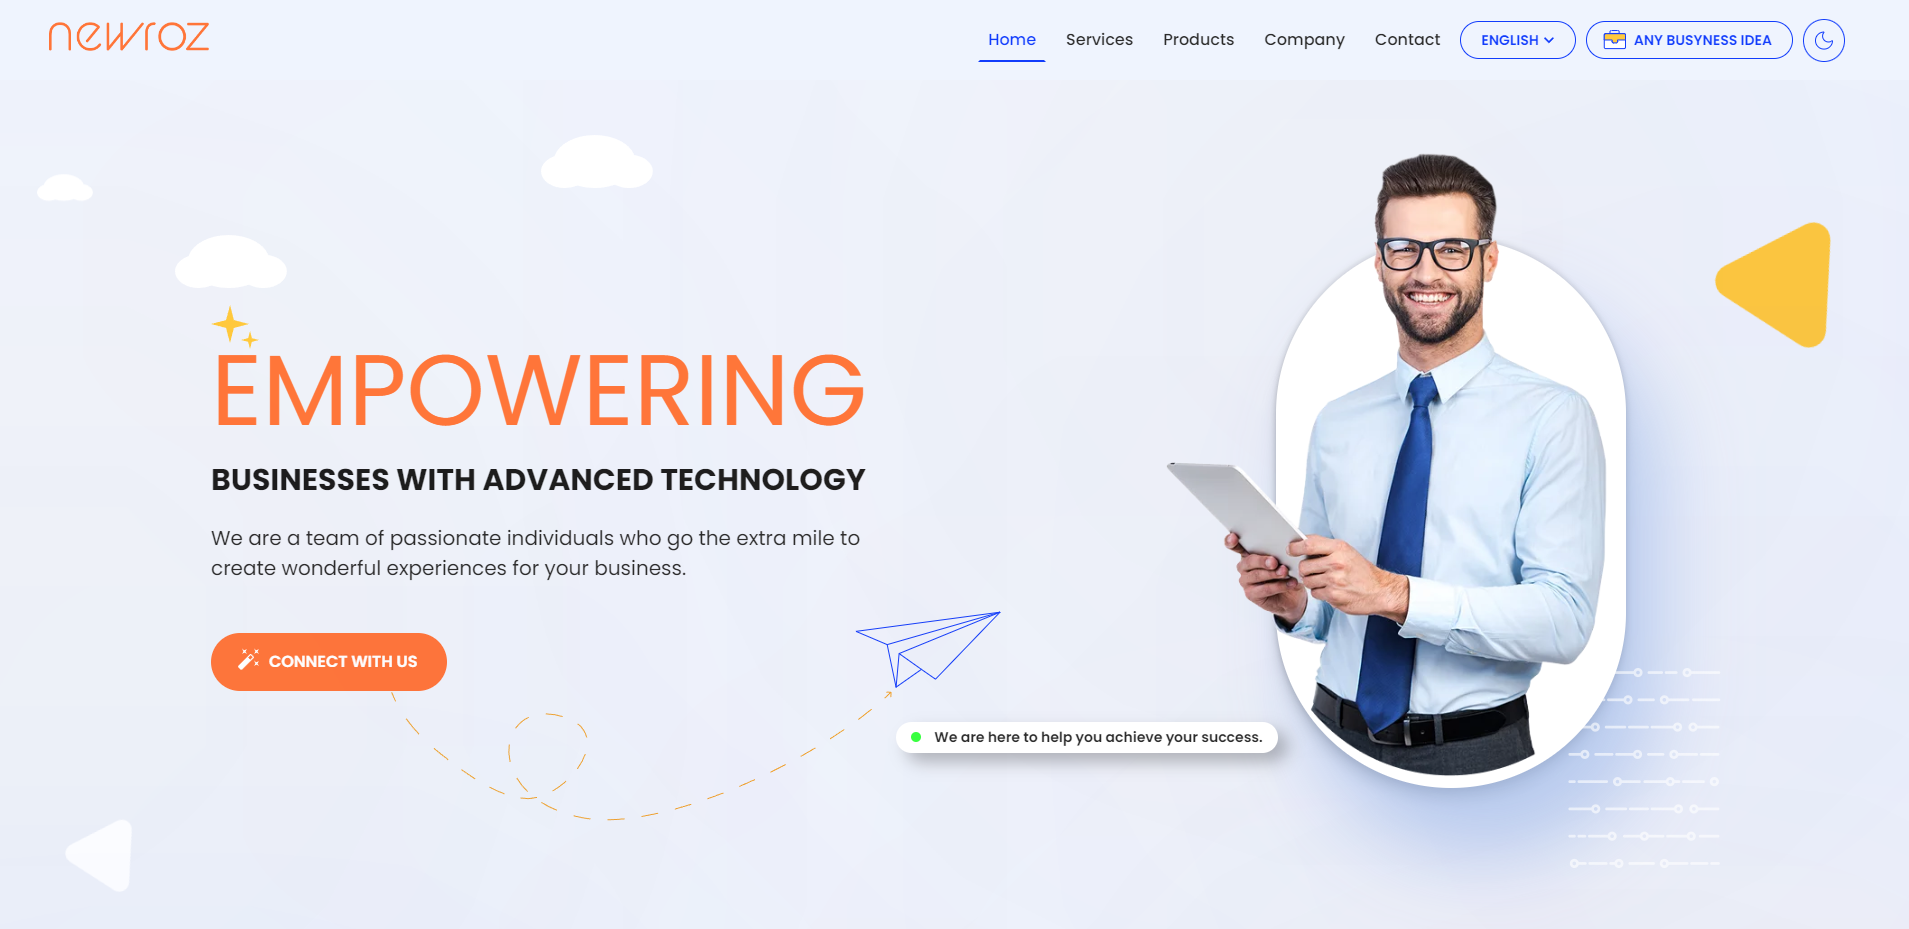 newroz
Home Services Products Company Contact ENGLISH ANY BUSYNESS IDEA
EMPOWERING
BUSINESSES WITH ADVANCED TECHNOLOGY
We are a team of passionate individuals who go the extra mile to
create wonderful experiences for your business.
CONNECT WITH US
We are here to help you achieve your success.